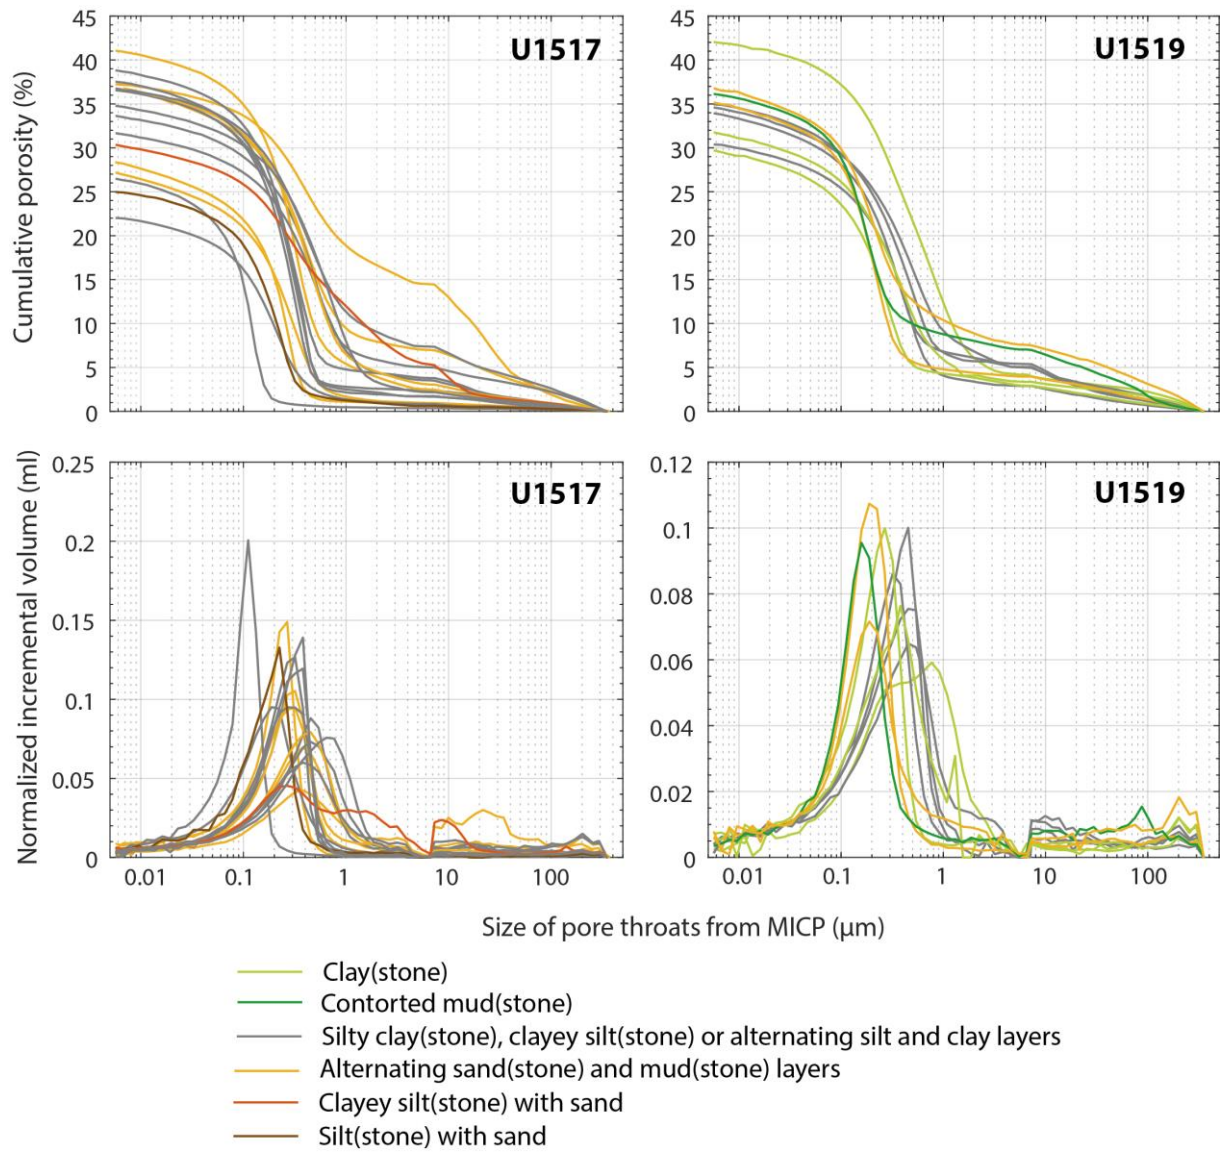 U1517
U1519
Cumulative porosity (%)
45
40
35
30
25
20
15
10
5
0
45
40
35
30
25
20
15
10
5
0
U1517
U1519
Normalized incremental volume (ml)
0.25
0.2
0.15
0.1
0.05
0
0.12
0.1
0.08
0.06
0.04
0.02
0
0.01 0.1 1 10 100
0.01 0.1 1 10 100
Size of pore throats from MICP (μm)
Clay(stone)
Contorted mud(stone)
Silty clay(stone), clayey silt(stone) or alternating silt and clay layers
Alternating sand(stone) and mud(stone) layers
Clayey silt(stone) with sand
Silt(stone) with sand